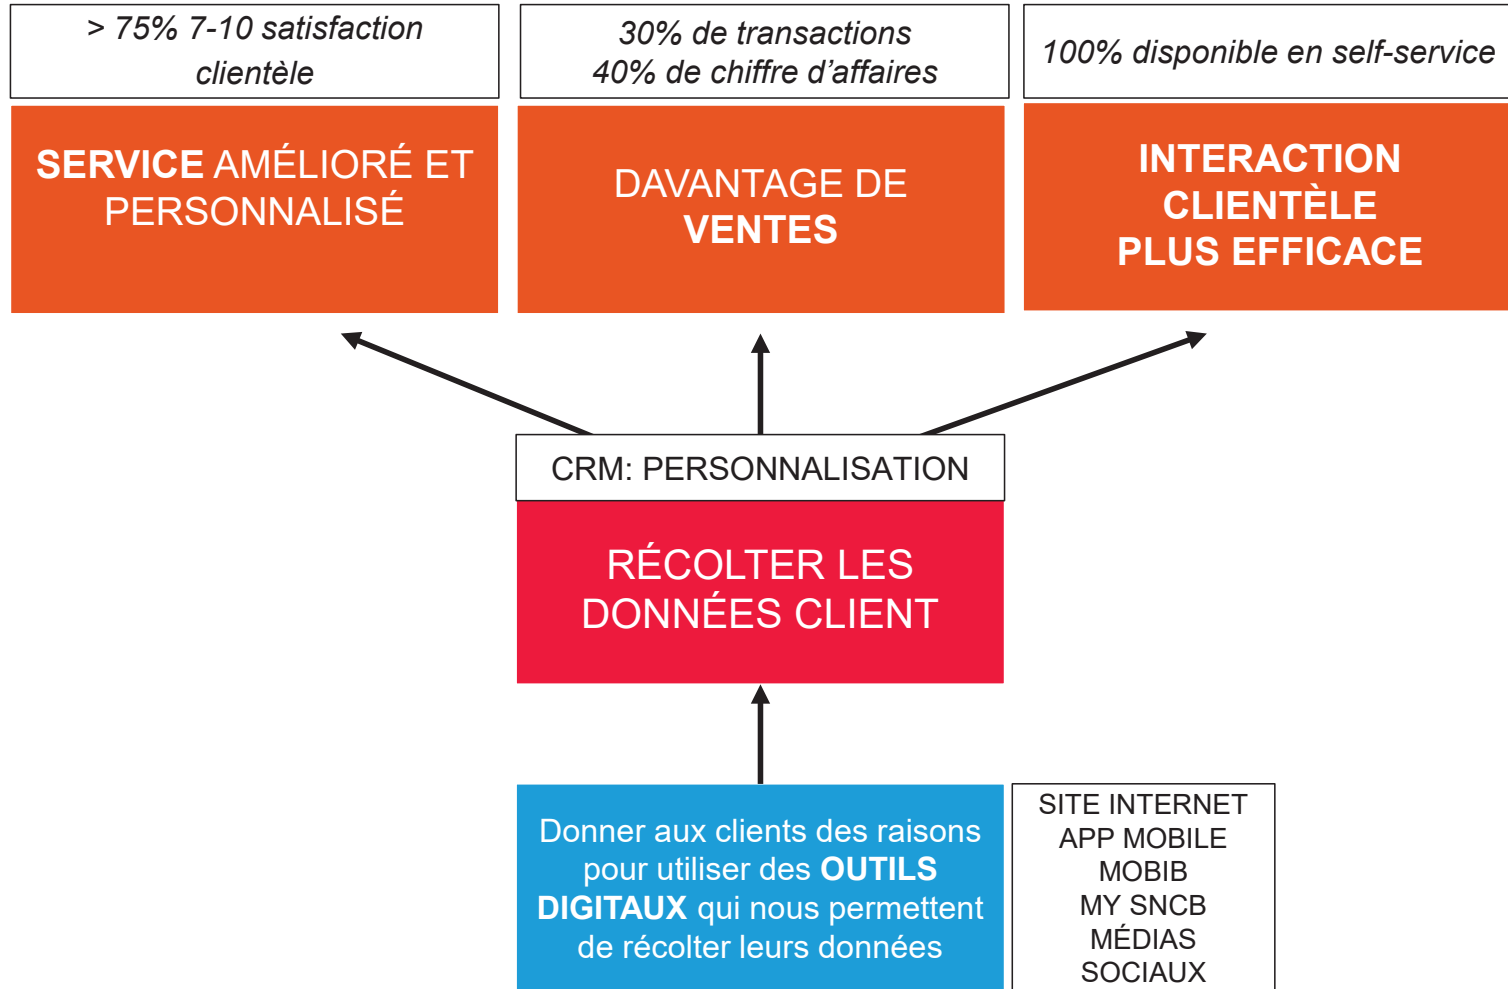 > 75% 7-10 satisfaction
clientèle
30% de transactions
40% de chiffre d’affaires
100% disponible en self-service
SERVICE AMÉLIORÉ ET
PERSONNALISÉ
DAVANTAGE DE
VENTES
INTERACTION
CLIENTÈLE
PLUS EFFICACE
CRM: PERSONNALISATION
RÉCOLTER LES
DONNÉES CLIENT
Donner aux clients des raisons
pour utiliser des OUTILS
DIGITAUX qui nous permettent
de récolter leurs données
SITE INTERNET
APP MOBILE
MOBIB
MY SNCB
MÉDIAS
SOCIAUX